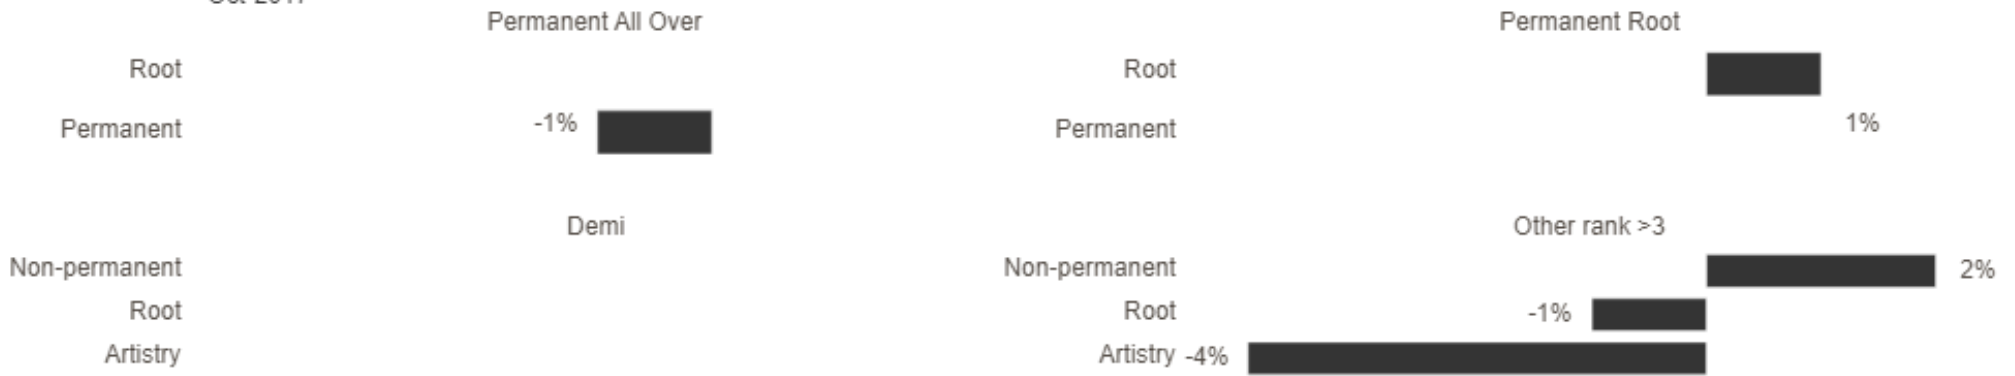 Permanent All Over
Root
Permanent -1%
Permanent Root
Root
Permanent 1%
Demi
Non-permanent
Root
Artistry
Other rank >3
Non-permanent 2%
Root -1%
Artistry -4%